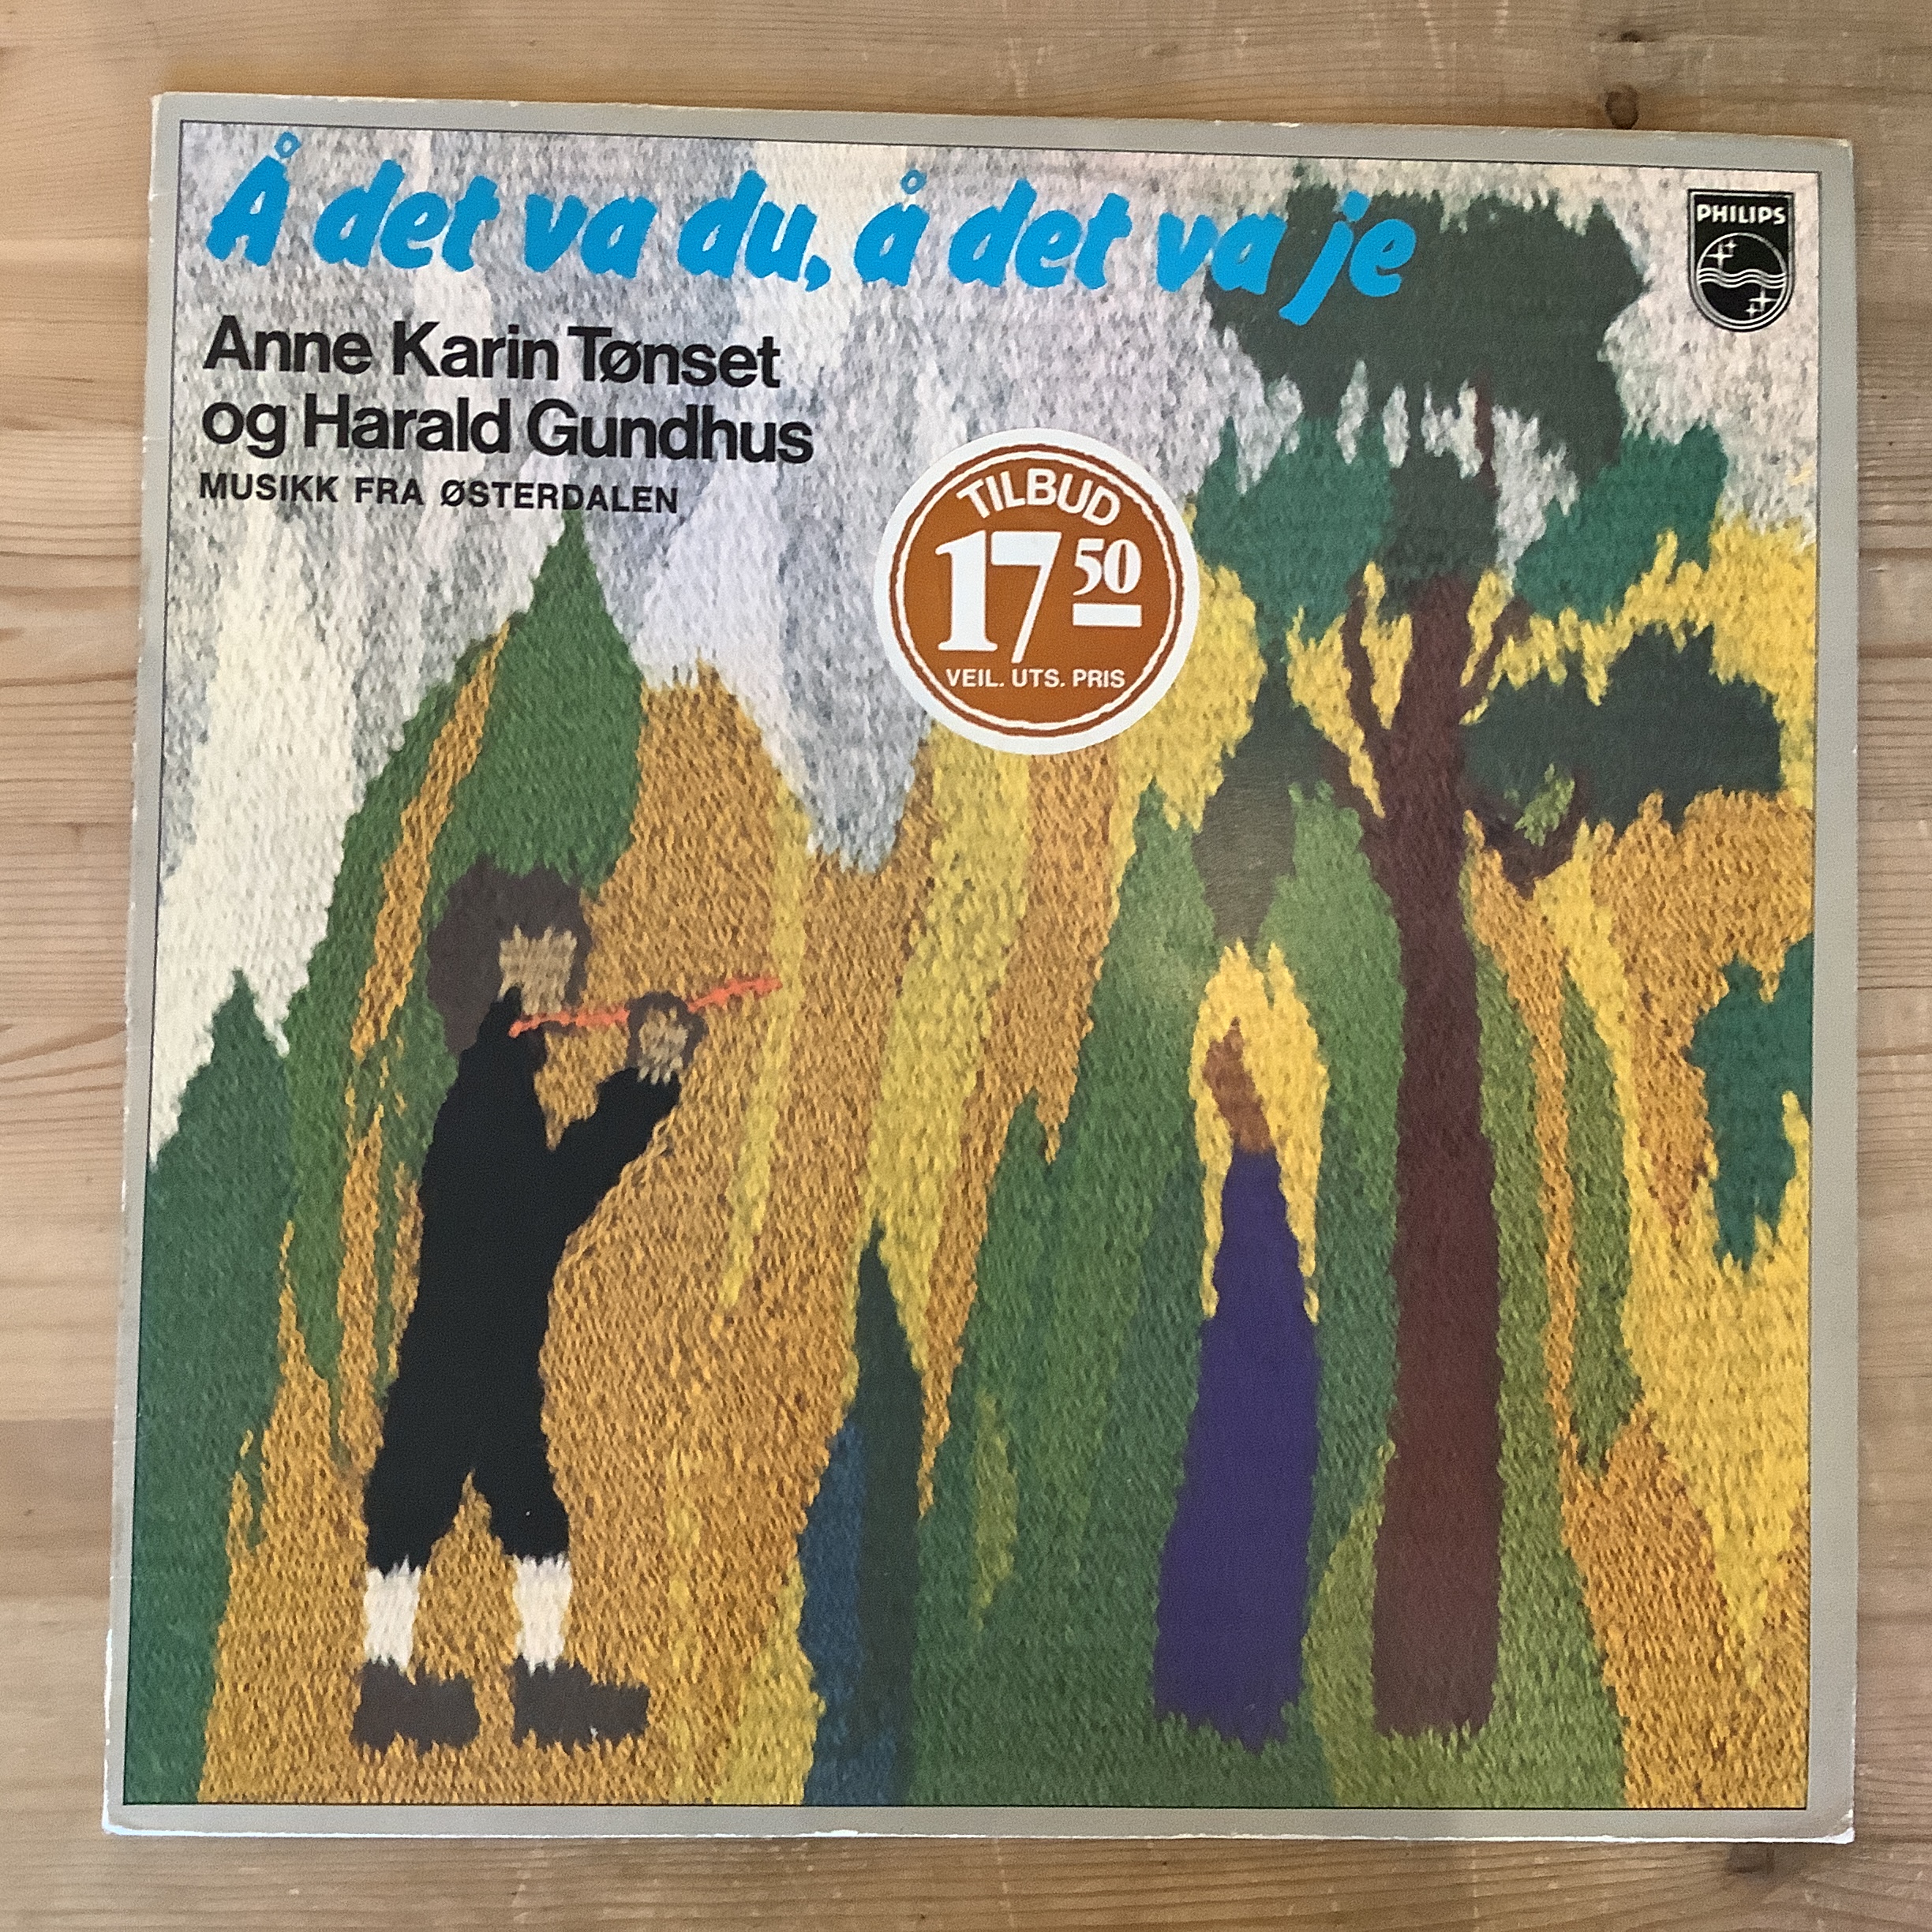 Å det va du, å det va je
PHILIPS
Anne Karin Tønset
og Harald Gundhus
MUSIKK FRA ØSTERDALEN
TILBUD
17 50
VEIL. UTS. PRIS